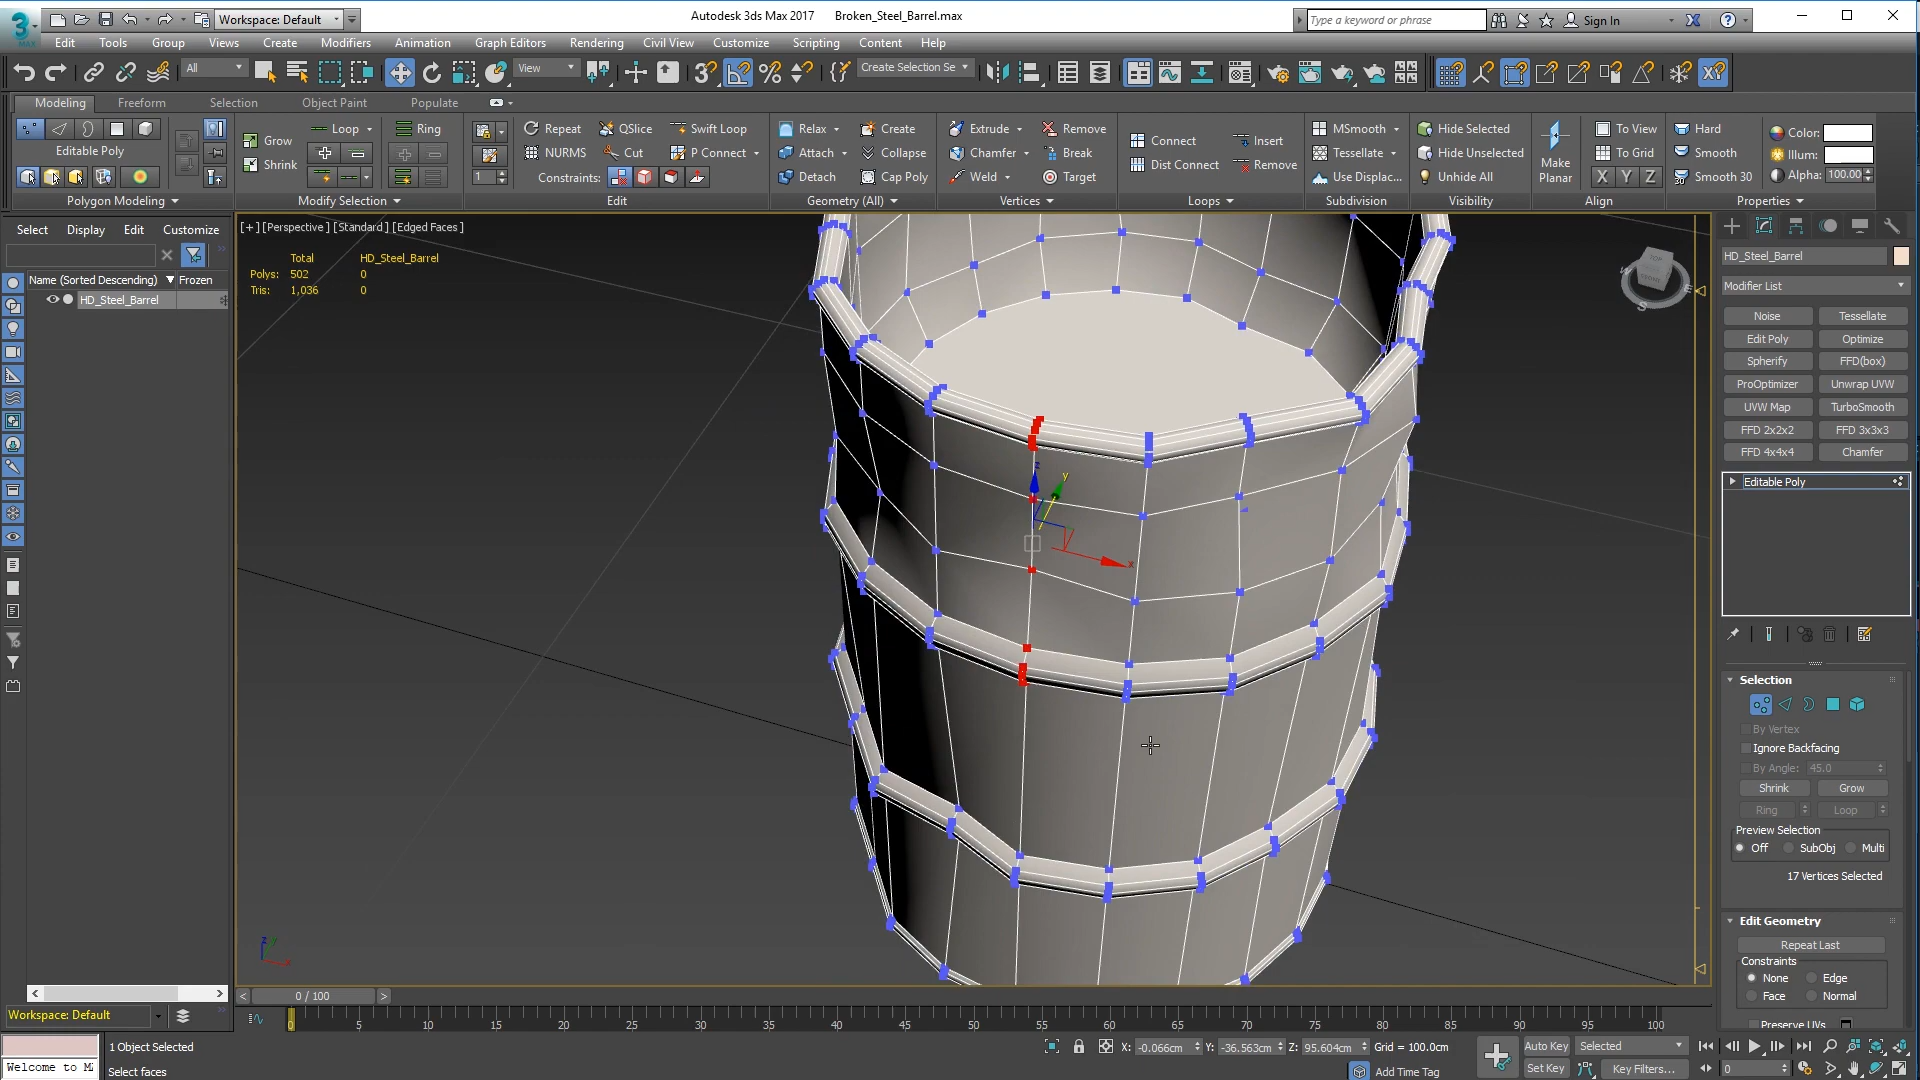 Workspace: Default
Autodesk 3ds Max 2017 Broken_Steel_Barrel.max
Type a keyword or phrase
Sign In
Edit Tools Group Views Create Modifiers Animation Graph Editors Rendering Civil View Customize Scripting Content Help
All
View
Create Selection Se
Modeling Freeform Selection Object Paint Populate
Grow Loop Ring Repeat QSlice Swift Loop Relax Create Extrude Remove Connect Insert MSmooth Hide Selected Make Planar To View Hard Color:
Editable Poly Shrink NURMS Cut P Connect Attach Collapse Chamfer Break Dist Connect Remove Tessellate Hide Unselected To Grid Smooth Illum:
1 Constraints: Detach Cap Poly Weld Target Use Displac... Unhide All X Y Z Smooth 30 Alpha: 100.00
Polygon Modeling Modify Selection Edit Geometry (All) Vertices Loops Subdivision Visibility Align Properties
Select Display Edit Customize
Name (Sorted Descending) Frozen
HD_Steel_Barrel
[+] [Perspective] [Standard] [Edged Faces]
Total HD_Steel_Barrel
Polys: 502 0
Tris: 1,036 0
TOP
W
S
E
z
y
x
HD_Steel_Barrel
Modifier List
Noise Tessellate
Edit Poly Optimize
Spherify FFD(box)
ProOptimizer Unwrap UVW
UVW Map TurboSmooth
FFD 2x2x2 FFD 3x3x3
FFD 4x4x4 Chamfer
Editable Poly
Selection
By Vertex
Ignore Backfacing
By Angle: 45.0
Shrink Grow
Ring Loop
Preview Selection
Off SubObj Multi
17 Vertices Selected
Edit Geometry
Repeat Last
Constraints
None Edge
Face Normal
Preserve UVs
0 / 100
Workspace: Default
0 5 10 15 20 25 30 35 40 45 50 55 60 65 70 75 80 85 90 95 100
1 Object Selected
X: -0.066cm Y: -36.563cm Z: 95.604cm Grid = 100.0cm
Auto Key Selected
Welcome to M
Select faces
Add Time Tag
Set Key Key Filters...
0